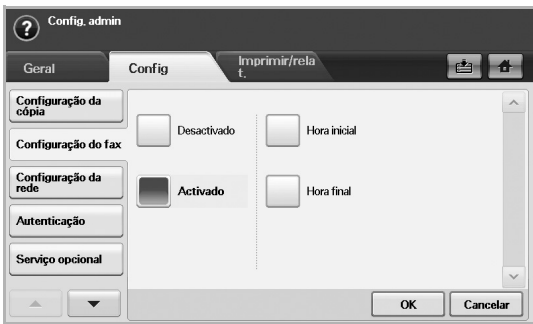 Config. admin
Geral
Config
Imprimir/rela
t.
Configuração da
cópia
Configuração do fax
Configuração da
rede
Autenticação
Serviço opcional
Desactivado
Hora inicial
Activado
Hora final
OK
Cancelar